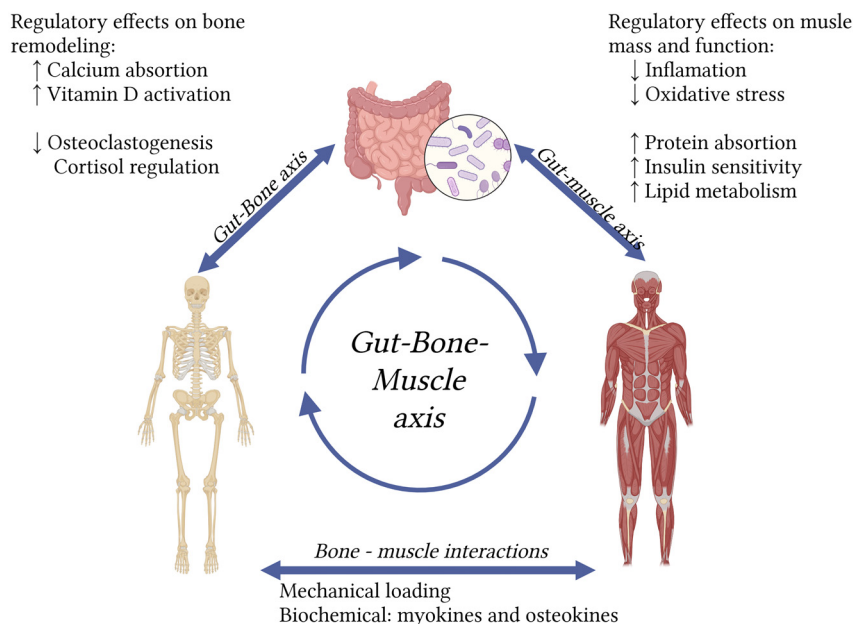 Regulatory effects on bone
remodeling:
↑ Calcium absortion
↑ Vitamin D activation
↓ Osteoclastogenesis
Cortisol regulation
Regulatory effects on musle
mass and function:
↓ Inflamation
↓ Oxidative stress
↑ Protein absortion
↑ Insulin sensitivity
↑ Lipid metabolism
Gut-Bone axis
Gut-muscle axis
Gut-Bone-
Muscle
axis
Bone - muscle interactions
Mechanical loading
Biochemical: myokines and osteokines